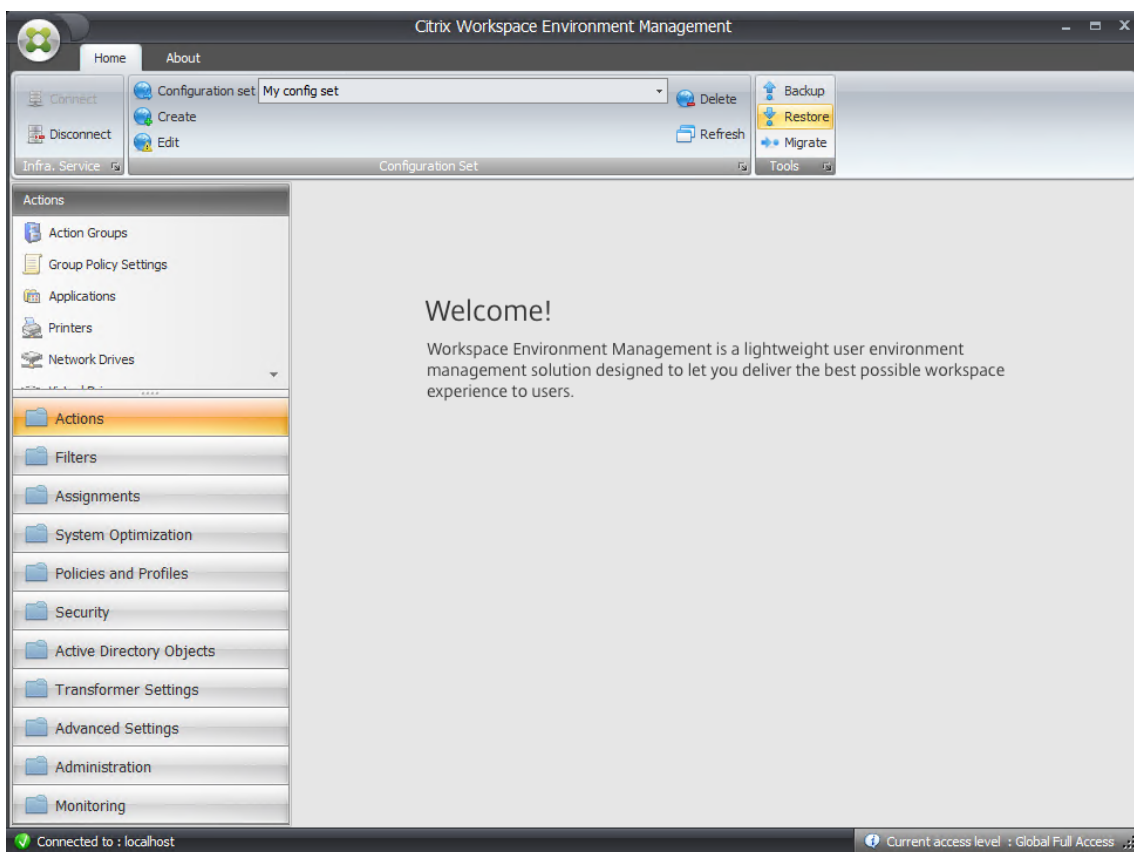 Citrix Workspace Environment Management
Home About
Connect
Disconnect
Infra. Service
Configuration set My config set
Create
Edit
Delete
Refresh
Configuration Set
Backup
Restore
Migrate
Tools
Actions
Action Groups
Group Policy Settings
Applications
Printers
Network Drives
Actions
Filters
Assignments
System Optimization
Policies and Profiles
Security
Active Directory Objects
Transformer Settings
Advanced Settings
Administration
Monitoring
Welcome!
Workspace Environment Management is a lightweight user environment
management solution designed to let you deliver the best possible workspace
experience to users.
Connected to : localhost
Current access level : Global Full Access